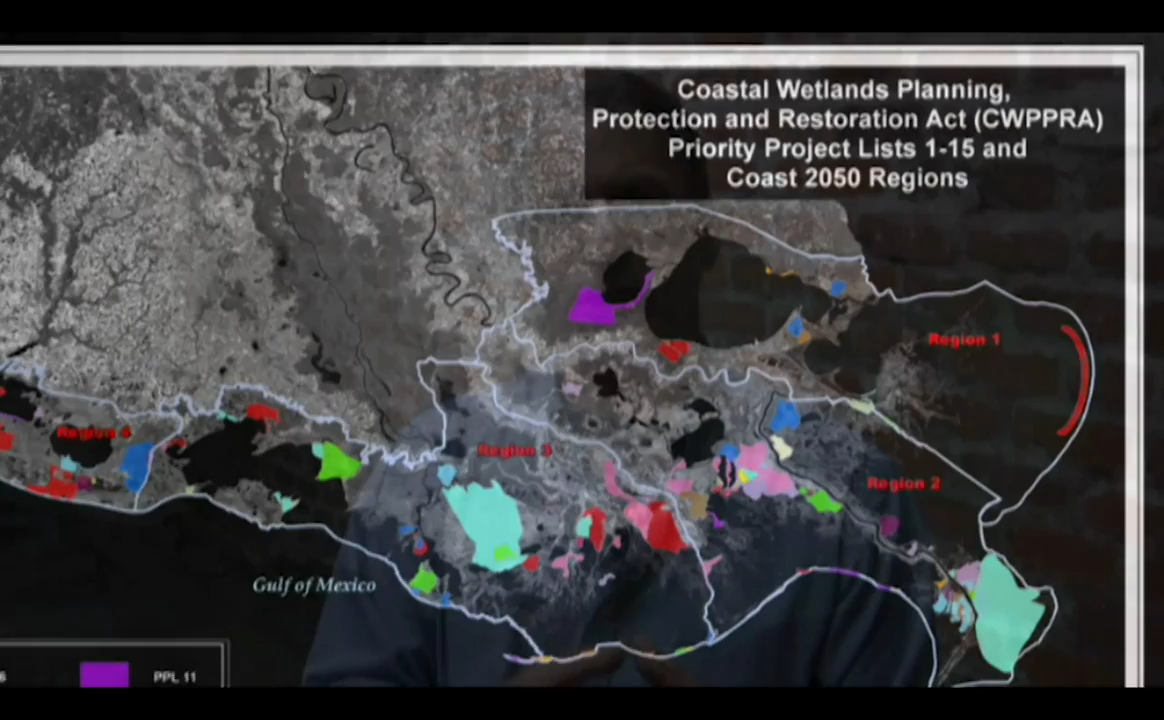 Coastal Wetlands Planning,
Protection and Restoration Act (CWPPRA)
Priority Project Lists 1-15 and
Coast 2050 Regions
Region 1
Region 4
Region 3
Region 2
Gulf of Mexico
6
PPL 11